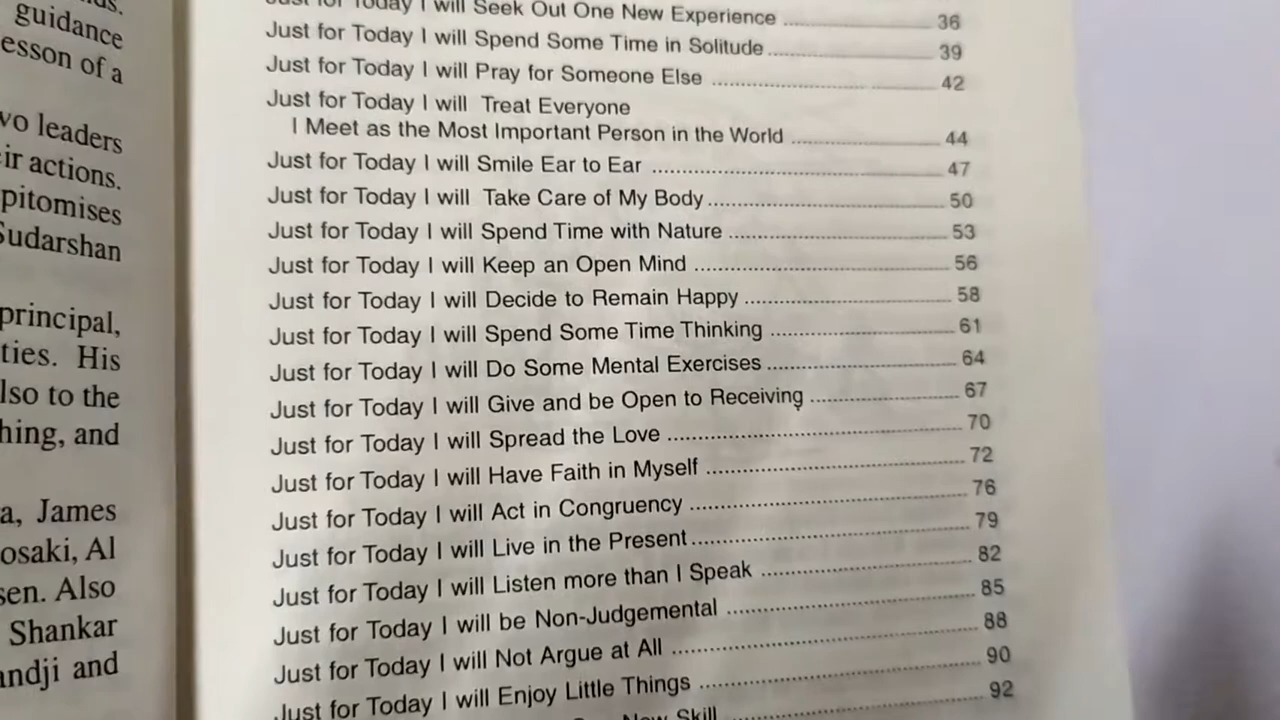 guidance
esson of a
vo leaders
ir actions.
pitomises
Sudarshan
principal,
ties. His
lso to the
hing, and
a, James
osaki, Al
sen. Also
Shankar
andji and
Just for Today I will Seek Out One New Experience ........ 36
Just for Today I will Spend Some Time in Solitude ........ 39
Just for Today I will Pray for Someone Else ........ 42
Just for Today I will Treat Everyone
I Meet as the Most Important Person in the World ........ 44
Just for Today I will Smile Ear to Ear ........ 47
Just for Today I will Take Care of My Body ........ 50
Just for Today I will Spend Time with Nature ........ 53
Just for Today I will Keep an Open Mind ........ 56
Just for Today I will Decide to Remain Happy ........ 58
Just for Today I will Spend Some Time Thinking ........ 61
Just for Today I will Do Some Mental Exercises ........ 64
Just for Today I will Give and be Open to Receiving ........ 67
Just for Today I will Spread the Love ........ 70
Just for Today I will Have Faith in Myself ........ 72
Just for Today I will Act in Congruency ........ 76
Just for Today I will Live in the Present ........ 79
Just for Today I will Listen more than I Speak ........ 82
Just for Today I will be Non-Judgemental ........ 85
Just for Today I will Not Argue at All ........ 88
Just for Today I will Enjoy Little Things ........ 90
New Skill ........ 92